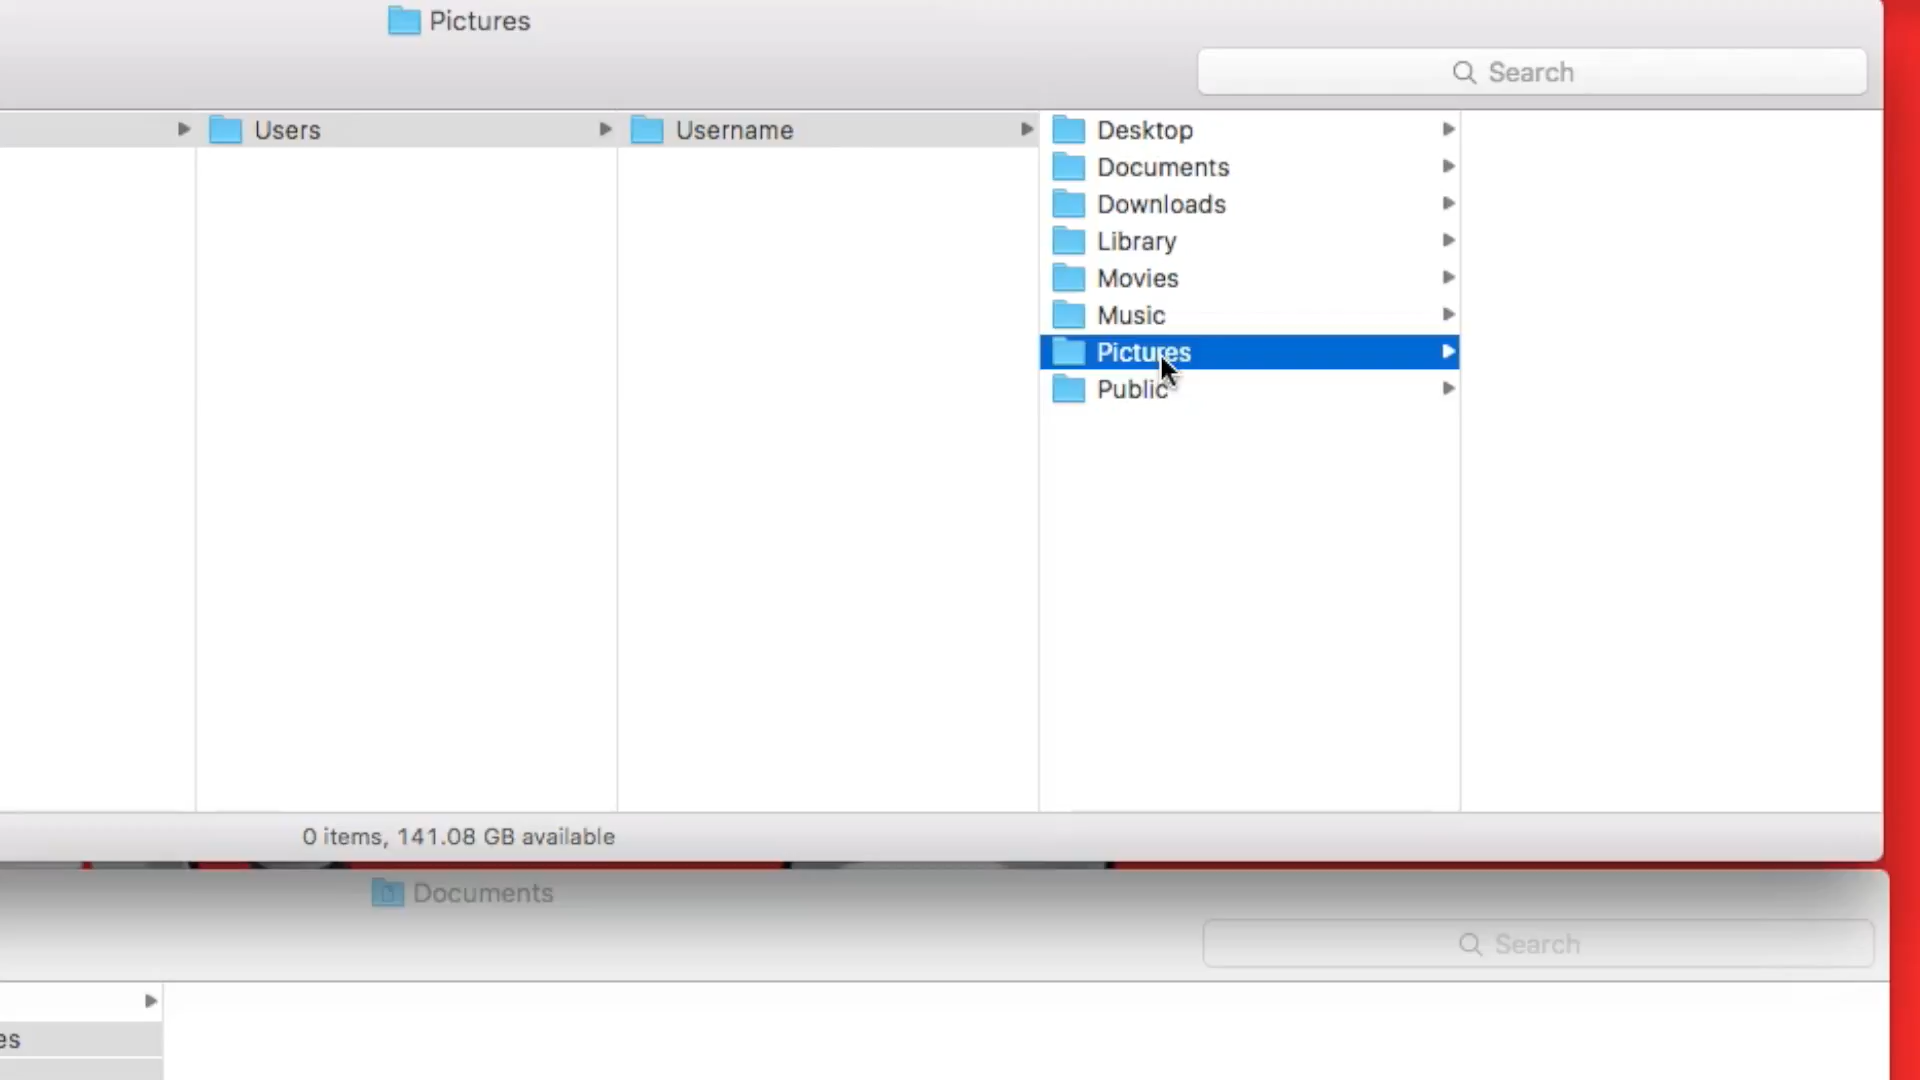 Pictures
Search
Users
Username
Desktop
Documents
Downloads
Library
Movies
Music
Pictures
Public
0 items, 141.08 GB available
Documents
Search
es